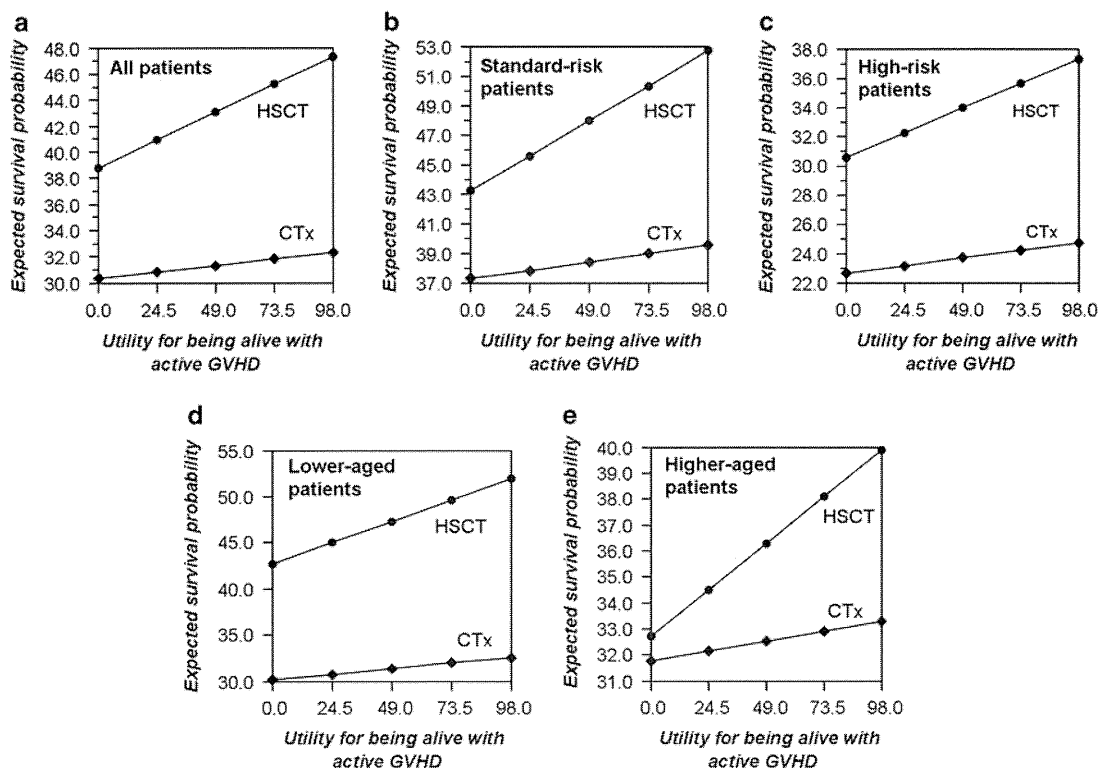 a
Expected survival probability
48.0
46.0
44.0
42.0
40.0
38.0
36.0
34.0
32.0
30.0
All patients
HSCT
CTx
0.0 24.5 49.0 73.5 98.0
Utility for being alive with
active GVHD
b
Expected survival probability
53.0
51.0
49.0
47.0
45.0
43.0
41.0
39.0
37.0
Standard-risk
patients
HSCT
CTx
0.0 24.5 49.0 73.5 98.0
Utility for being alive with
active GVHD
c
Expected survival probability
38.0
36.0
34.0
32.0
30.0
28.0
26.0
24.0
22.0
High-risk
patients
HSCT
CTx
0.0 24.5 49.0 73.5 98.0
Utility for being alive with
active GVHD
d
Expected survival probability
55.0
50.0
45.0
40.0
35.0
30.0
Lower-aged
patients
HSCT
CTx
0.0 24.5 49.0 73.5 98.0
Utility for being alive with
active GVHD
e
Expected survival probability
40.0
39.0
38.0
37.0
36.0
35.0
34.0
33.0
32.0
31.0
Higher-aged
patients
HSCT
CTx
0.0 24.5 49.0 73.5 98.0
Utility for being alive with
active GVHD